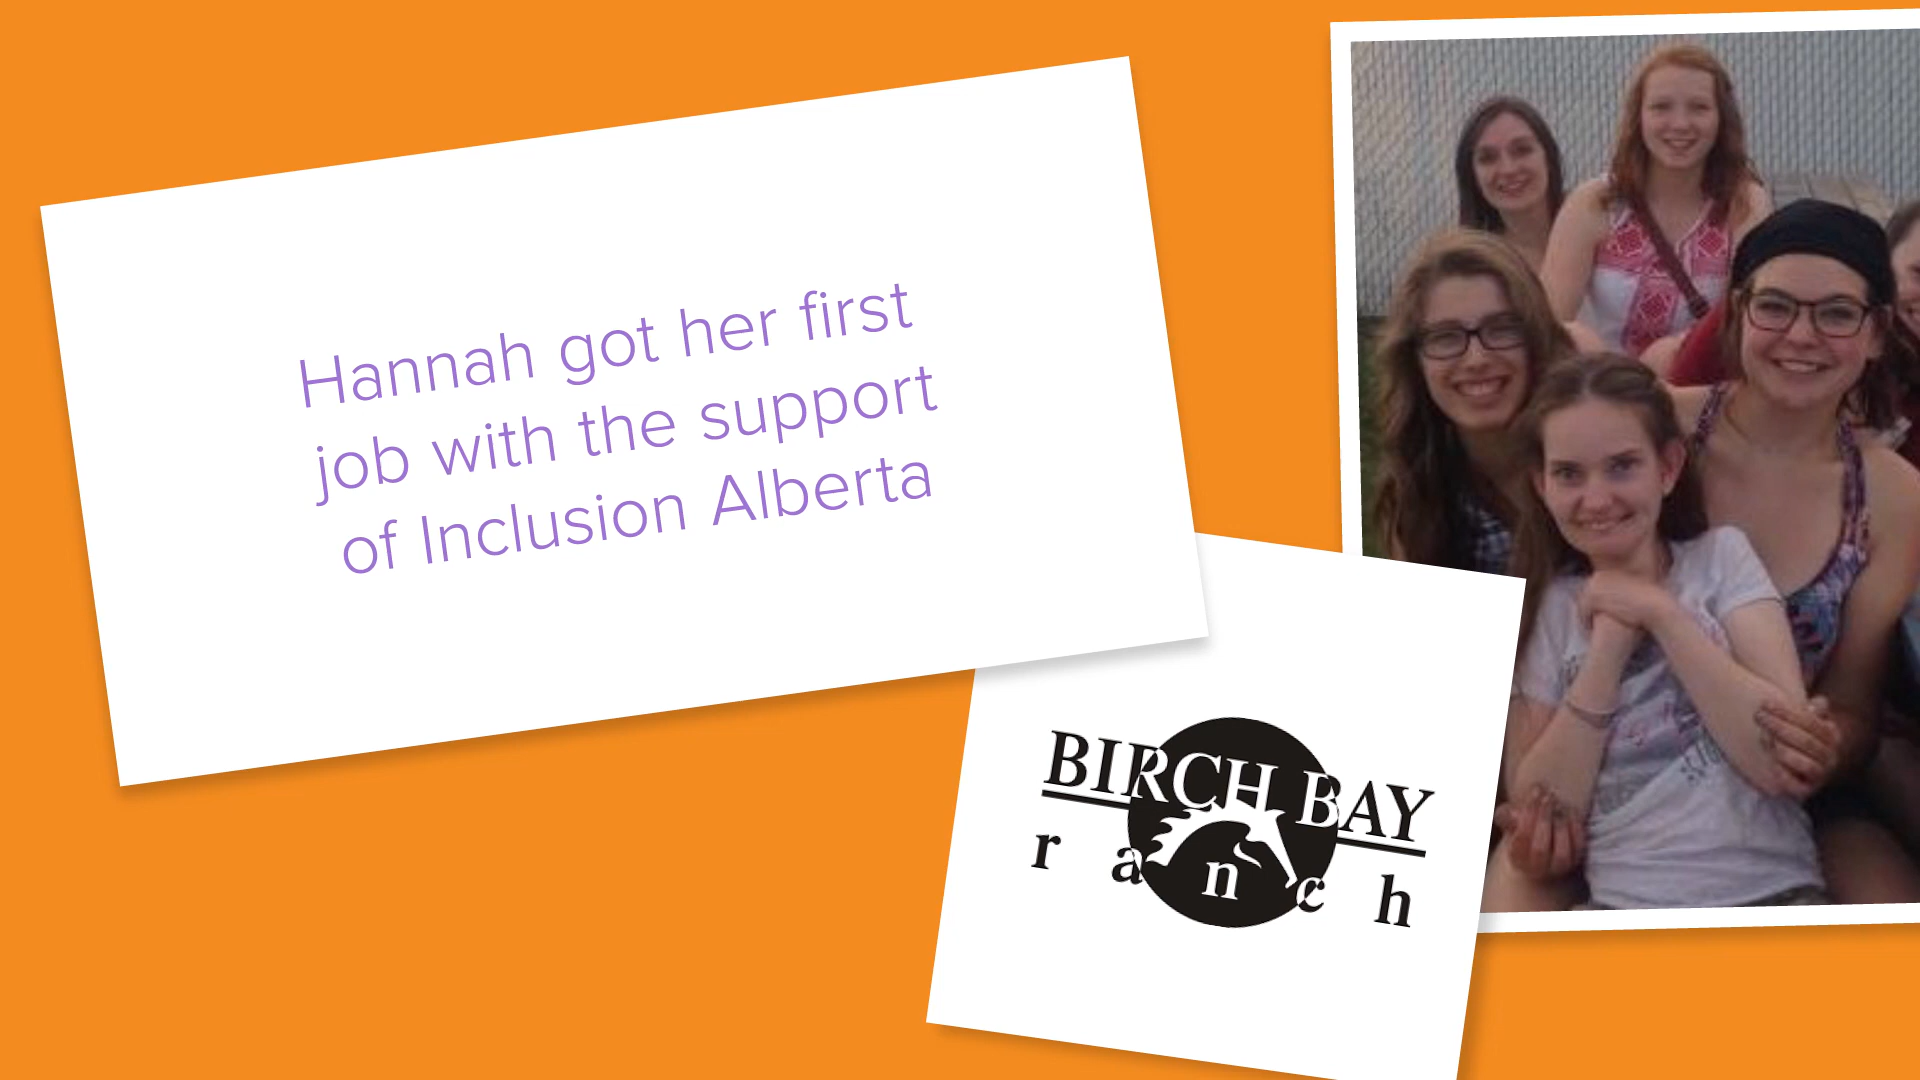 Hannah got her first
job with the support
of Inclusion Alberta
BIRCH BAY
ranch